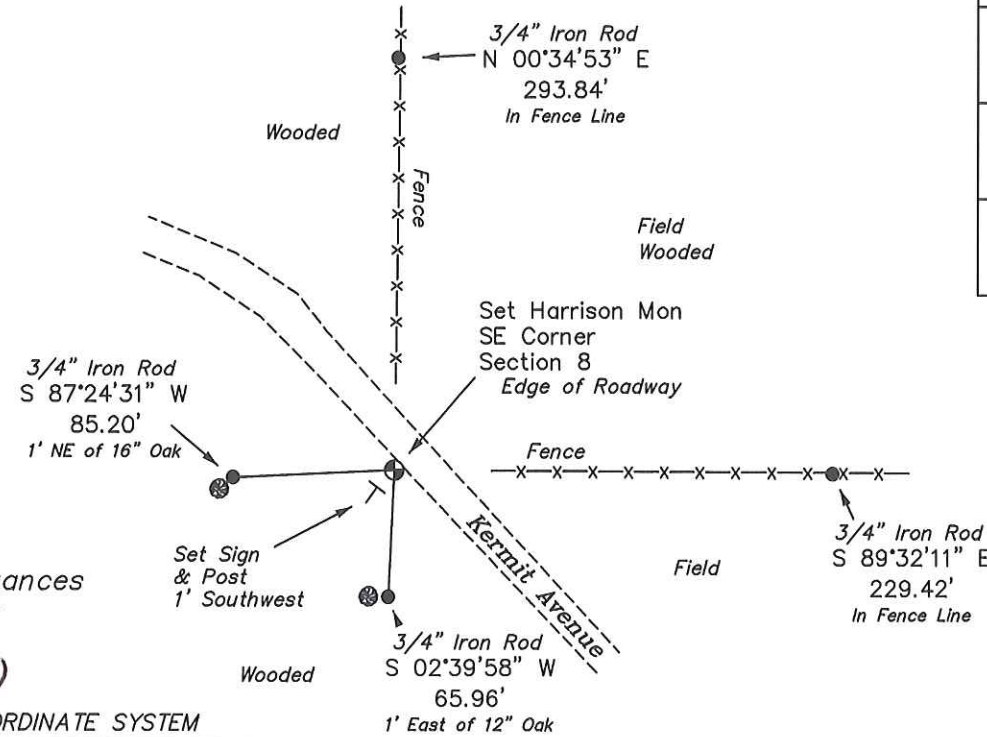 3/4" Iron Rod
N 00°34'53" E
293.84'
In Fence Line
Wooded
Fence
Field
Wooded
Set Harrison Mon
SE Corner
Section 8
Edge of Roadway
3/4" Iron Rod
S 87°24'31" W
85.20'
1' NE of 16" Oak
Fence
Set Sign
& Post
1' Southwest
Kermit Avenue
Field
3/4" Iron Rod
S 89°32'11" E
229.42'
In Fence Line
3/4" Iron Rod
S 02°39'58" W
65.96'
1' East of 12" Oak
Wooded